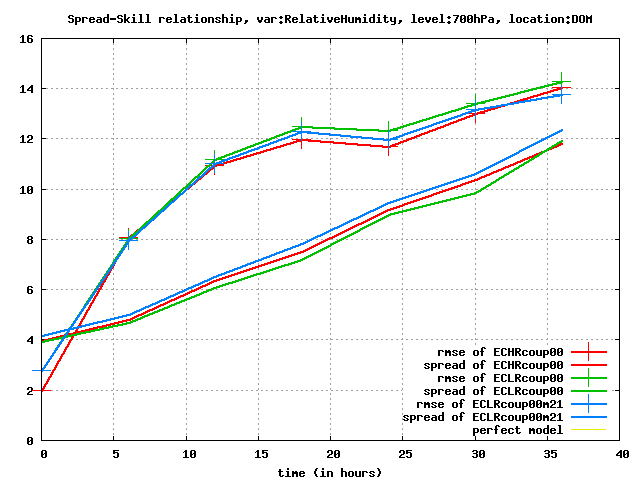 Spread-Skill relationship, var:RelativeHumidity, level:700hPa, location:DOM
16
14
12
10
8
6
4
2
0
rmse of ECHRcoup00
spread of ECHRcoup00
rmse of ECLRcoup00
spread of ECLRcoup00
rmse of ECLRcoup00m21
spread of ECLRcoup00m21
perfect model
0 5 10 15 20 25 30 35 40
time (in hours)